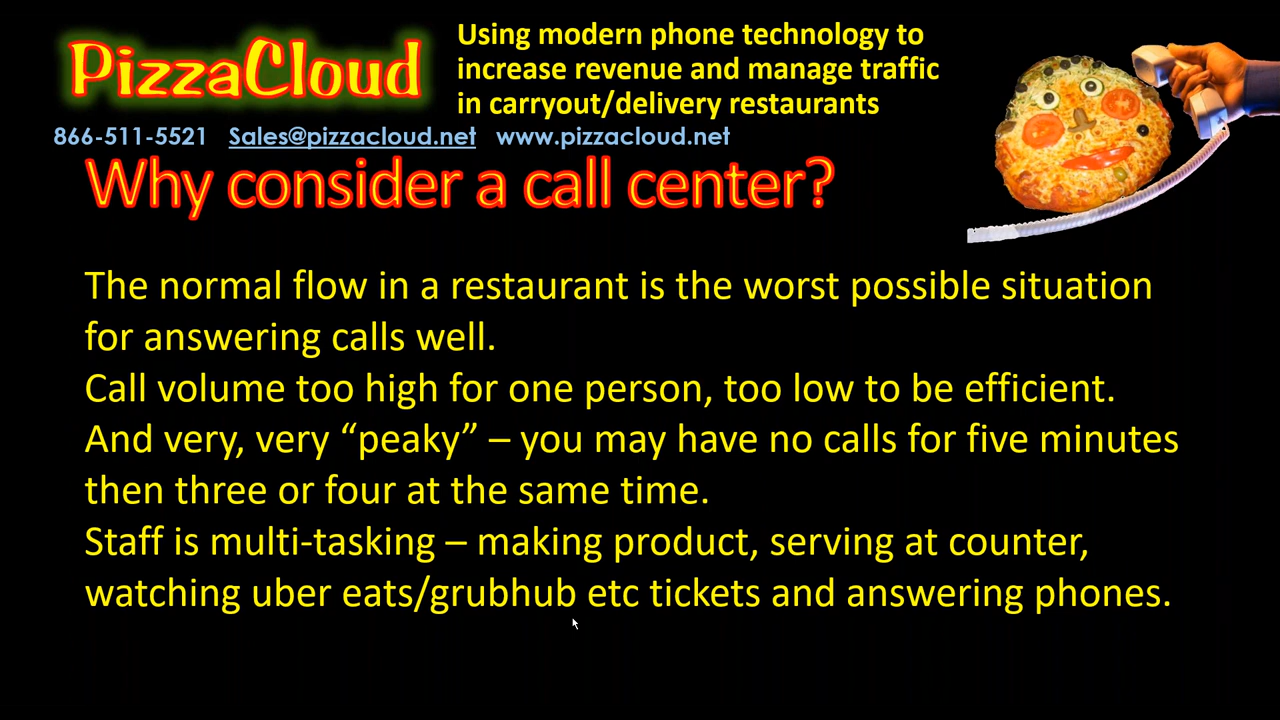 PizzaCloud
Using modern phone technology to
increase revenue and manage traffic
in carryout/delivery restaurants
866-511-5521 Sales@pizzacloud.net www.pizzacloud.net
Why consider a call center?
The normal flow in a restaurant is the worst possible situation
for answering calls well.
Call volume too high for one person, too low to be efficient.
And very, very “peaky” – you may have no calls for five minutes
then three or four at the same time.
Staff is multi-tasking – making product, serving at counter,
watching uber eats/grubhub etc tickets and answering phones.